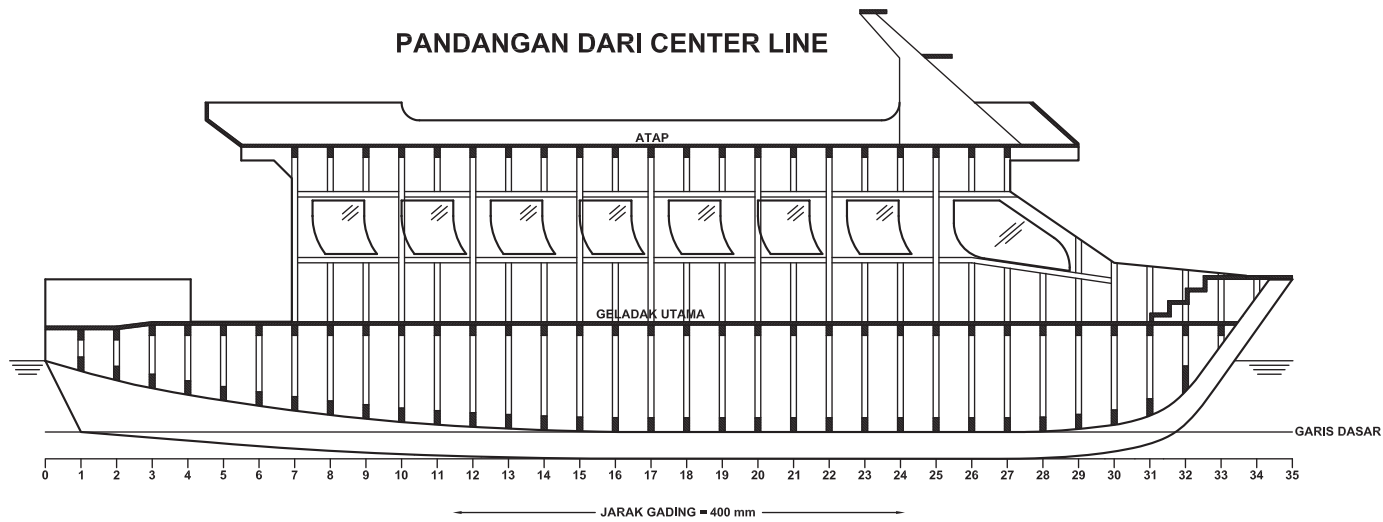 PANDANGAN DARI CENTER LINE
ATAP
GELADAK UTAMA
GARIS DASAR
0 1 2 3 4 5 6 7 8 9 10 11 12 13 14 15 16 17 18 19 20 21 22 23 24 25 26 27 28 29 30 31 32 33 34 35
JARAK GADING = 400 mm